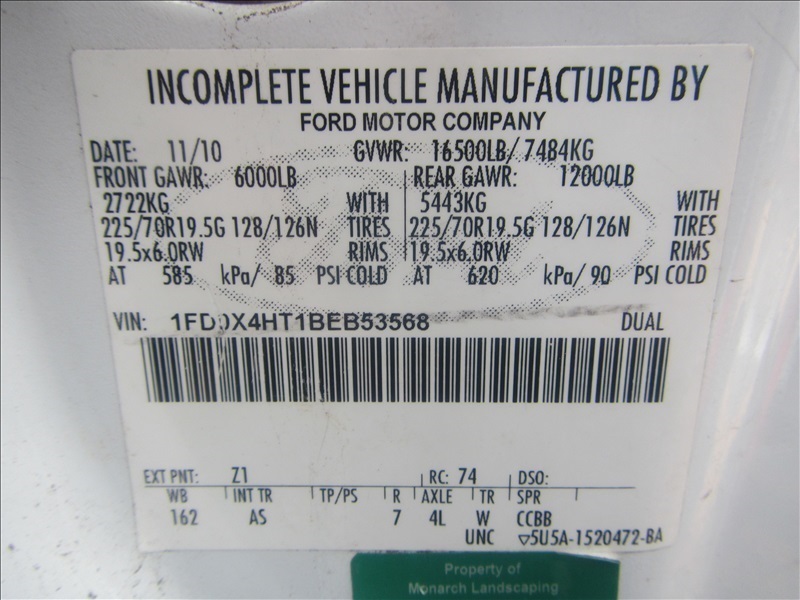 INCOMPLETE VEHICLE MANUFACTURED BY
FORD MOTOR COMPANY
DATE: 11/10 GVWR: 16500LB/ 7484KG
FRONT GAWR: 6000LB REAR GAWR: 12000LB
2722KG WITH 5443KG WITH
225/70R19.5G 128/126N TIRES 225/70R19.5G 128/126N TIRES
19.5x6.0RW RIMS 19.5x6.0RW RIMS
AT 585 kPa/ 85 PSI COLD AT 620 kPa/ 90 PSI COLD
VIN: DUAL
EXT PNT: Z1 RC: 74 DSO:
WB INT TR TP/PS R AXLE TR SPR
162 AS 7 4L W CCBB
UNC ▽5U5A-1520472-BA
Property of
Monarch Landscaping